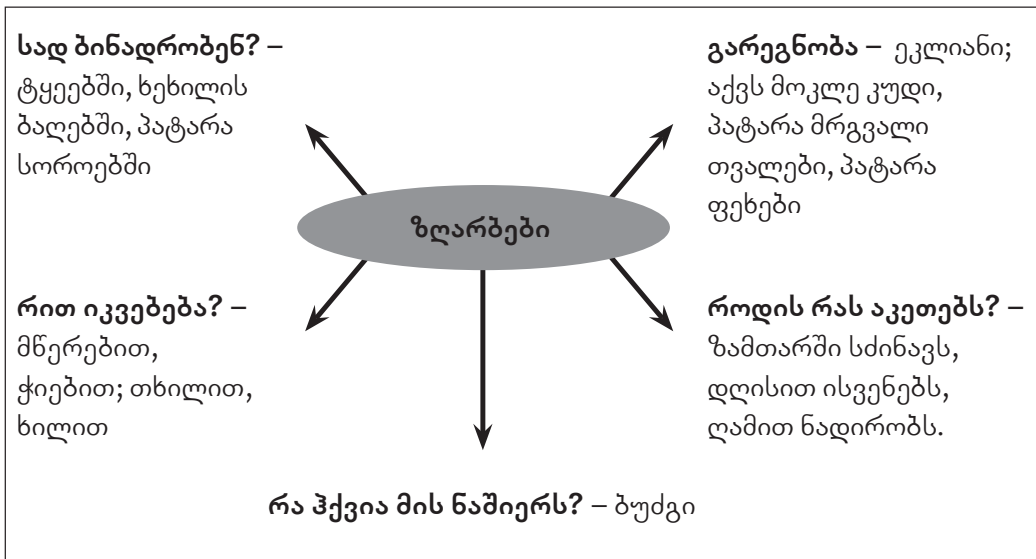 სად ბინადრობენ? –
ტყეებში, ხეხილის
ბაღებში, პატარა
სოროებში
გარეგნობა – ეკლიანი;
აქვს მოკლე კუდი,
პატარა მრგვალი
თვალები, პატარა
ფეხები
ზღარბები
რით იკვებება? –
მწერებით,
ჭიებით; თხილით,
ხილით
როდის რას აკეთებს? –
ზამთარში სძინავს,
დღისით ისვენებს,
ღამით ნადირობს.
რა ჰქვია მის ნაშიერს? – ბუძგი